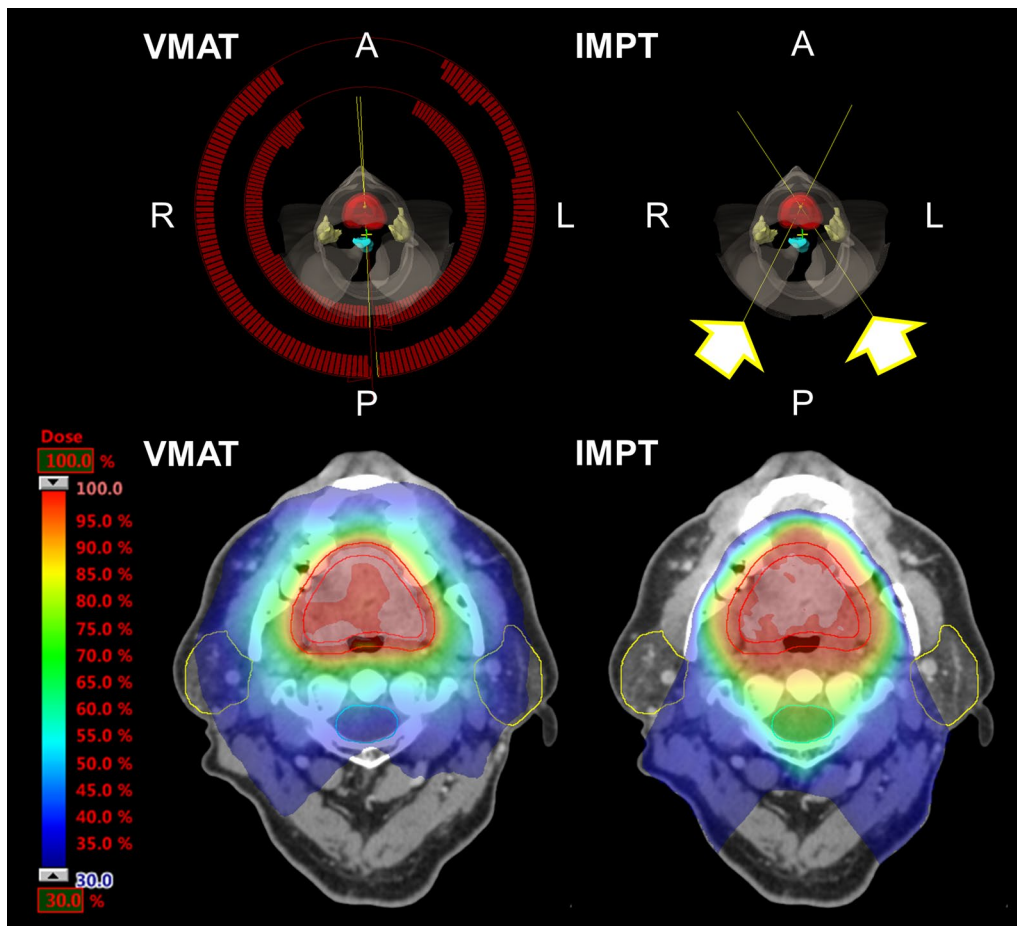 VMAT
A
IMPT
A
R
L
R
L
P
P
Dose
VMAT
IMPT
100.0 %
100.0
95.0 %
90.0 %
85.0 %
80.0 %
75.0 %
70.0 %
65.0 %
60.0 %
55.0 %
50.0 %
45.0 %
40.0 %
35.0 %
30.0
30.0 %